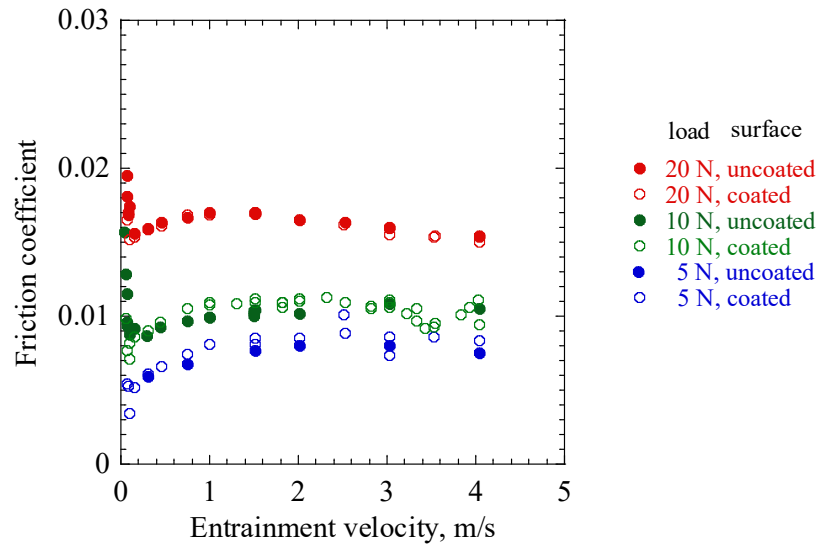 0.03
0.02
0.01
0
Friction coefficient
0 1 2 3 4 5
Entrainment velocity, m/s
load surface
20 N, uncoated
20 N, coated
10 N, uncoated
10 N, coated
5 N, uncoated
5 N, coated